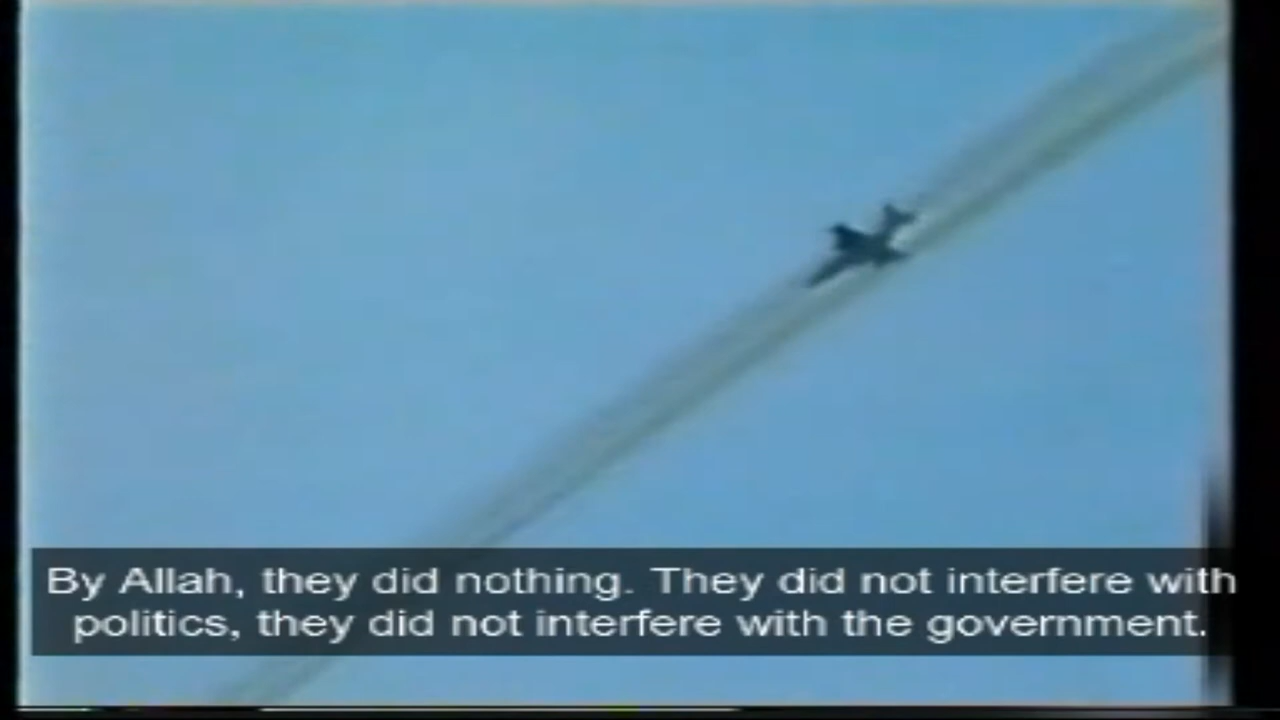 By Allah, they did nothing. They did not interfere with
politics, they did not interfere with the government.